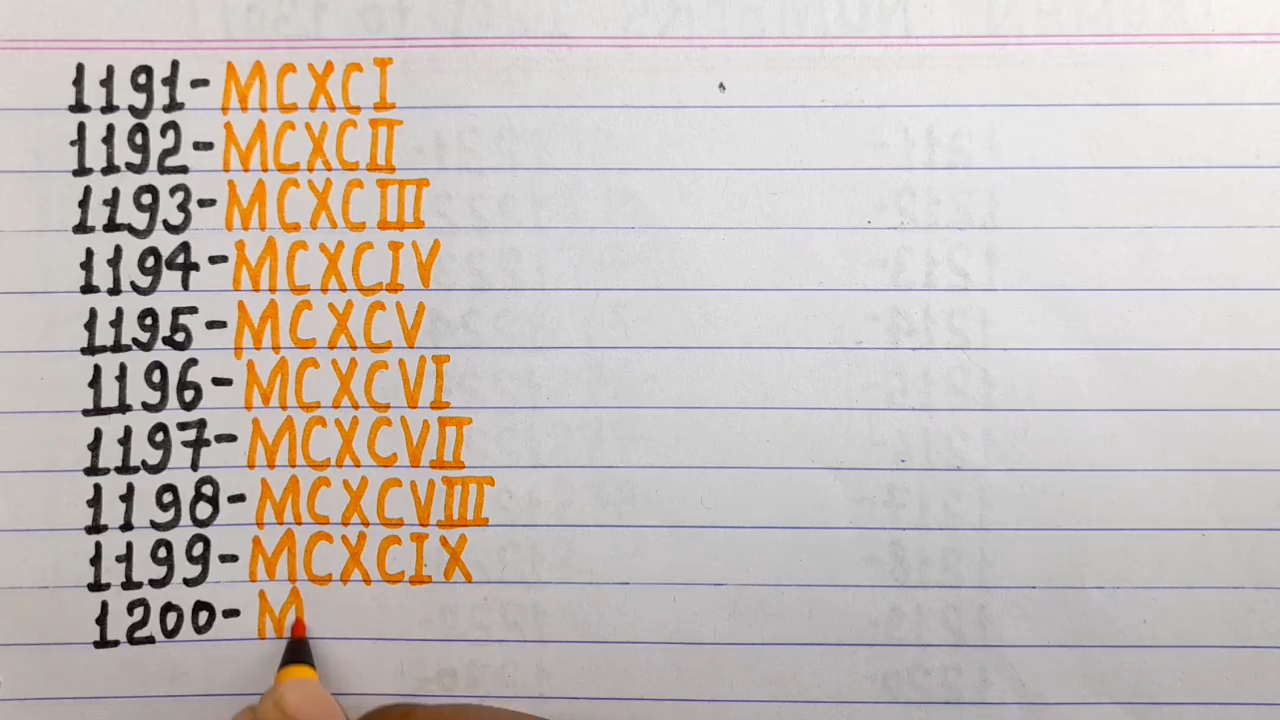 1191-MCXCI
1192-MCXCII
1193-MCXCIII
1194-MCXCIV
1195-MCXCV
1196-MCXCVI
1197-MCXCVII
1198-MCXCVIII
1199-MCXCIX
1200-M